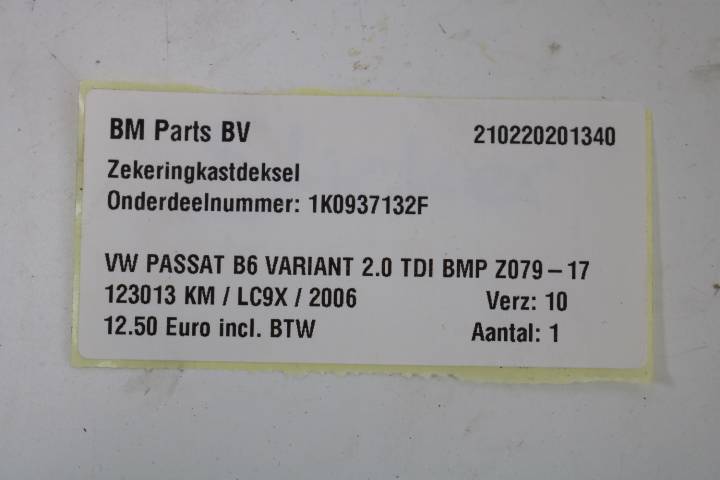 BM Parts BV 210220201340
Zekeringkastdeksel
Onderdeelnummer: 1K0937132F
VW PASSAT B6 VARIANT 2.0 TDI BMP Z079-17
123013 KM / LC9X / 2006 Verz: 10
12.50 Euro incl. BTW Aantal: 1